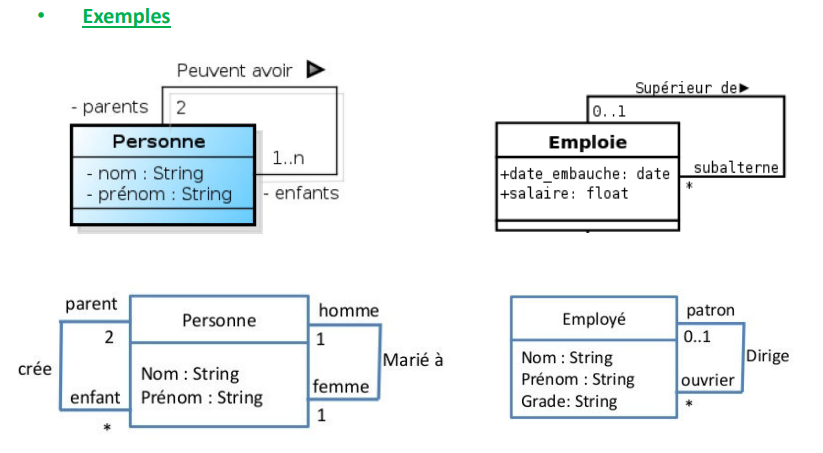 • Exemples
Peuvent avoir ▶
- parents 2
Personne
- nom : String
- prénom : String
1..n
- enfants
Supérieur de▶
0..1
Emploie
+date_embauche: date
+salaire: float
subalterne
*
parent
2
crée
enfant
*
Personne
Nom : String
Prénom : String
homme
1
Marié à
femme
1
Employé
Nom : String
Prénom : String
Grade: String
patron
0..1
Dirige
ouvrier
*